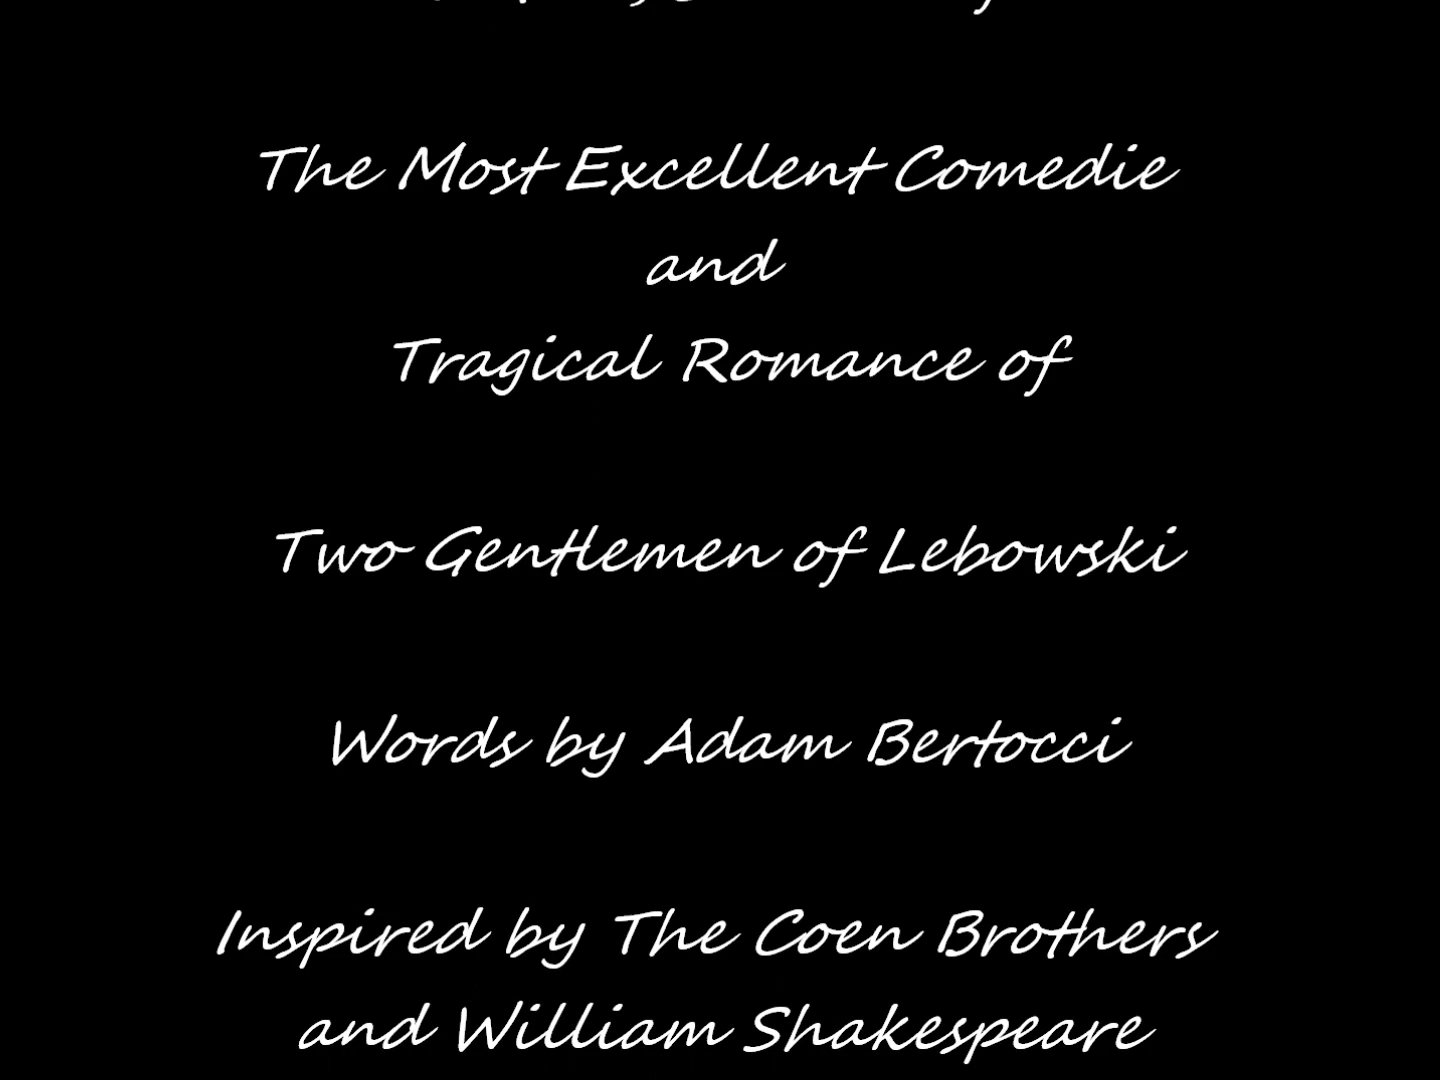 The Most Excellent Comedie
and
Tragical Romance of
Two Gentlemen of Lebowski
Words by Adam Bertocci
Inspired by The Coen Brothers
and William Shakespeare